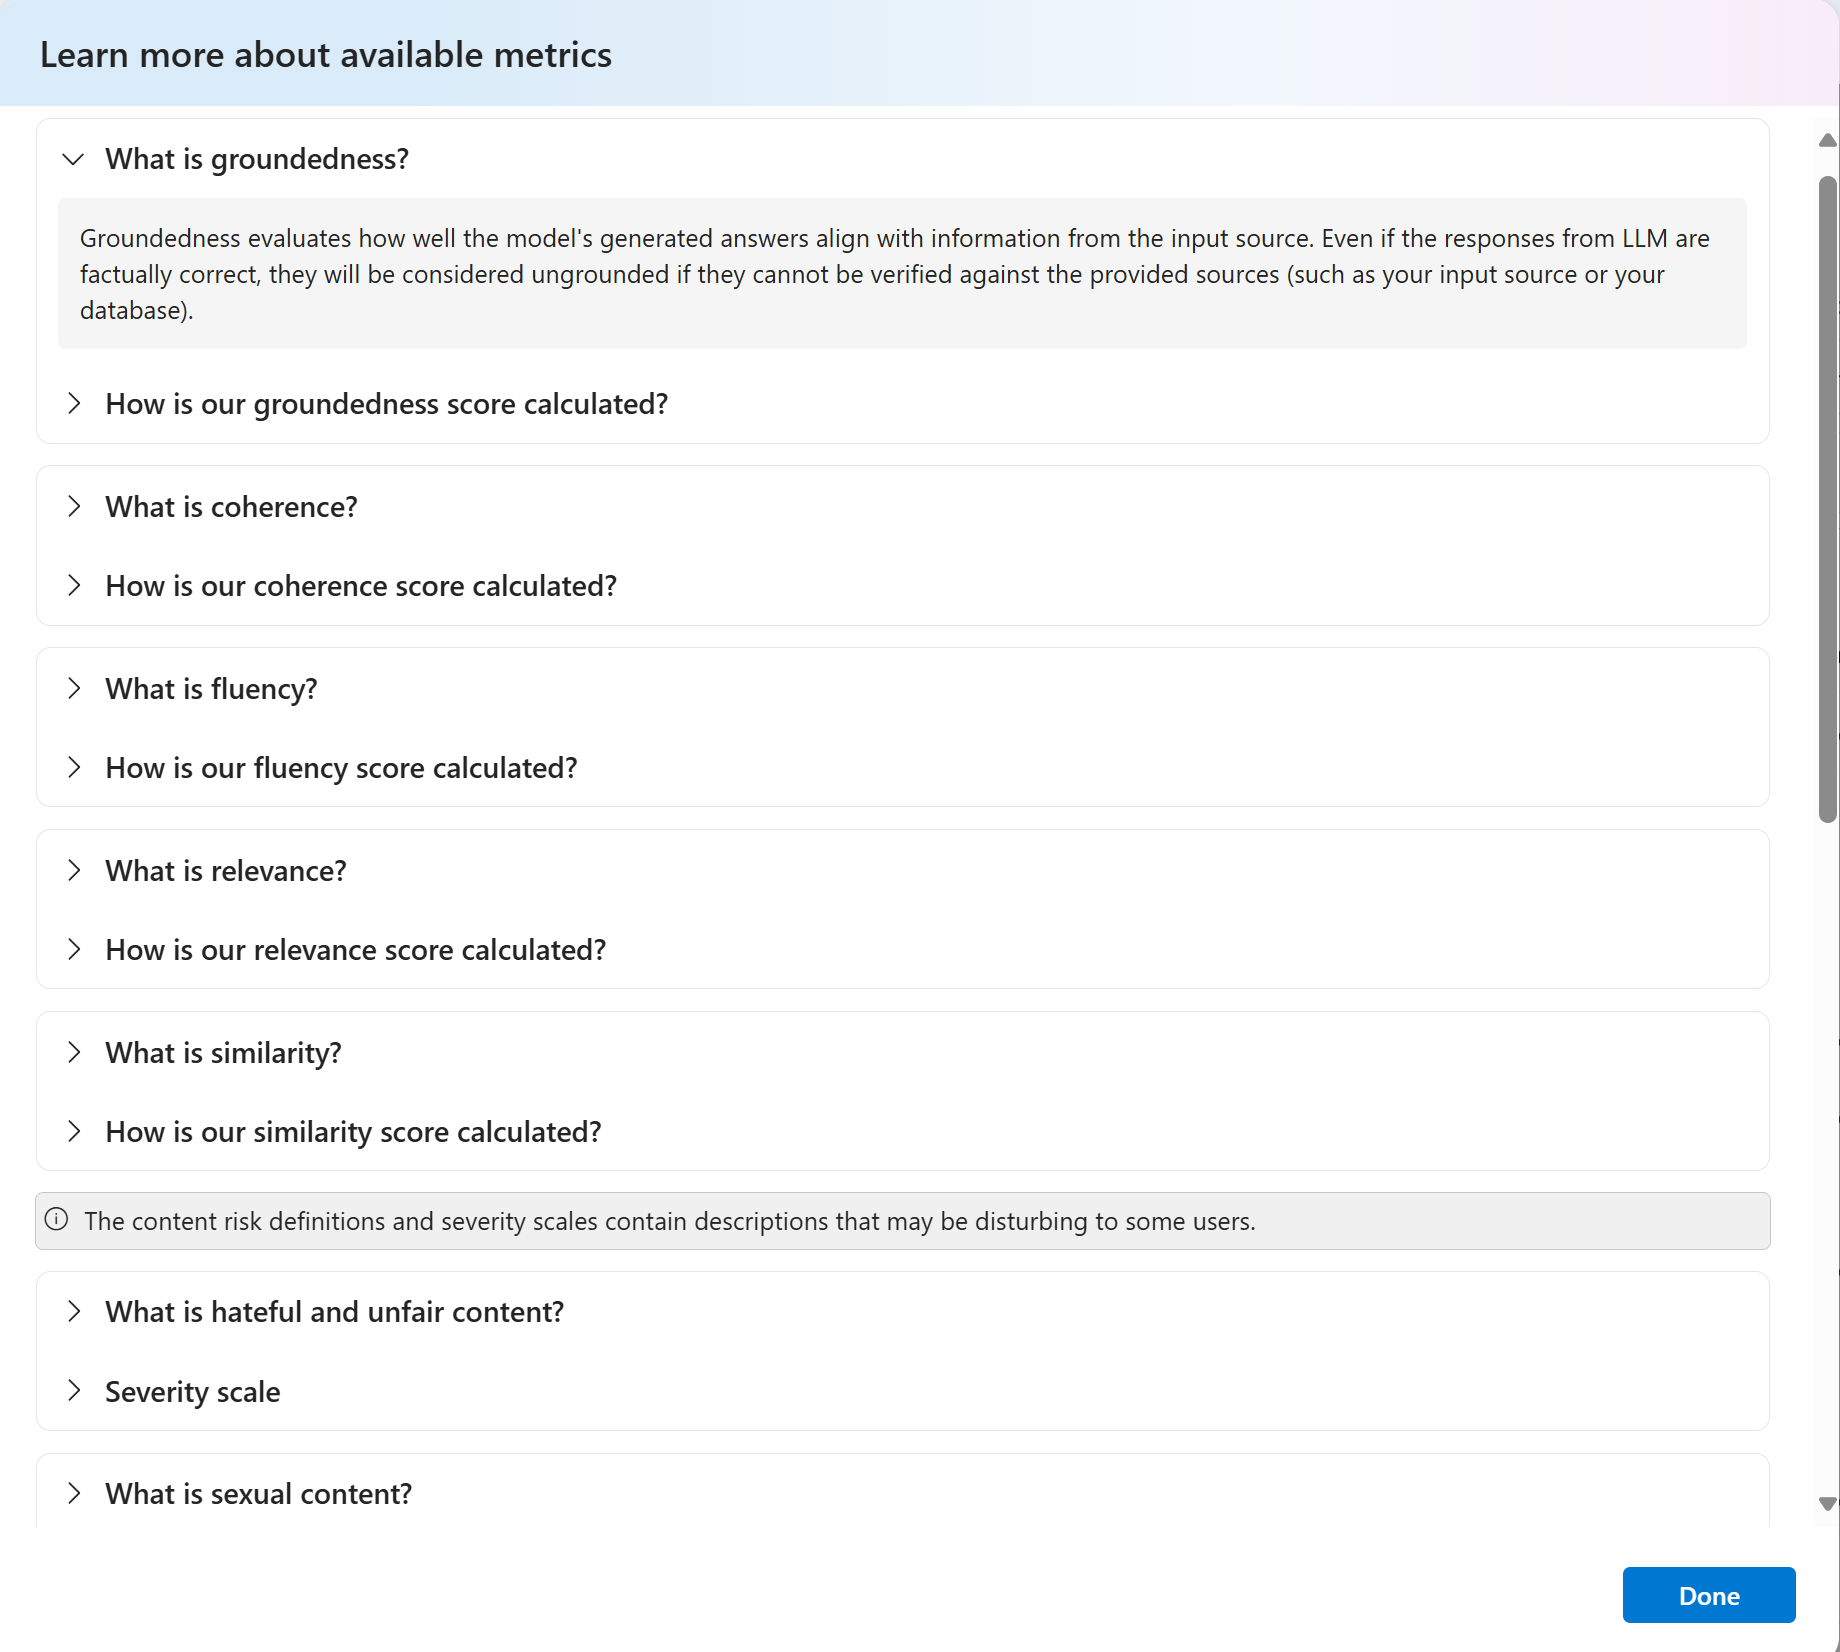 Learn more about available metrics
What is groundedness?
Groundedness evaluates how well the model's generated answers align with information from the input source. Even if the responses from LLM are
factually correct, they will be considered ungrounded if they cannot be verified against the provided sources (such as your input source or your
database).
How is our groundedness score calculated?
What is coherence?
How is our coherence score calculated?
What is fluency?
How is our fluency score calculated?
What is relevance?
How is our relevance score calculated?
What is similarity?
How is our similarity score calculated?
The content risk definitions and severity scales contain descriptions that may be disturbing to some users.
What is hateful and unfair content?
Severity scale
What is sexual content?
Done